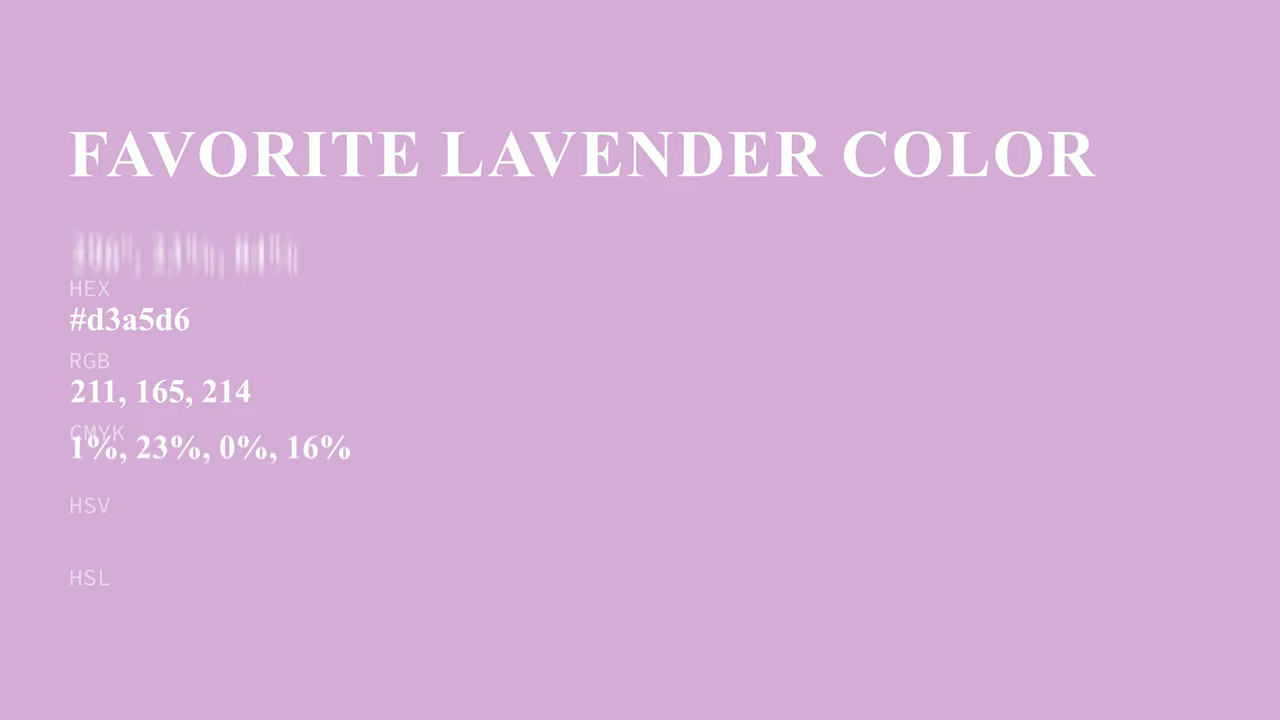 FAVORITE LAVENDER COLOR
HEX
#d3a5d6
RGB
211, 165, 214
CMYK
1%, 23%, 0%, 16%
HSV
HSL